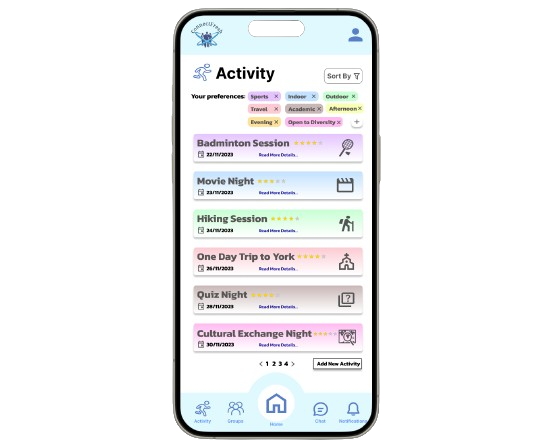 Activity
Sort By
Your preferences: Sports × Indoor × Outdoor ×
Travel × Academic × Afternoon ×
Evening × Open to Diversity × +
Badminton Session
22/11/2023 Read More Details..
Movie Night
23/11/2023 Read More Details..
Hiking Session
24/11/2023 Read More Details..
One Day Trip to York
26/11/2023 Read More Details..
Quiz Night
28/11/2023 Read More Details..
Cultural Exchange Night
30/11/2023 Read More Details..
< 1 2 3 4 > Add New Activity
Activity Groups Home Chat Notifications